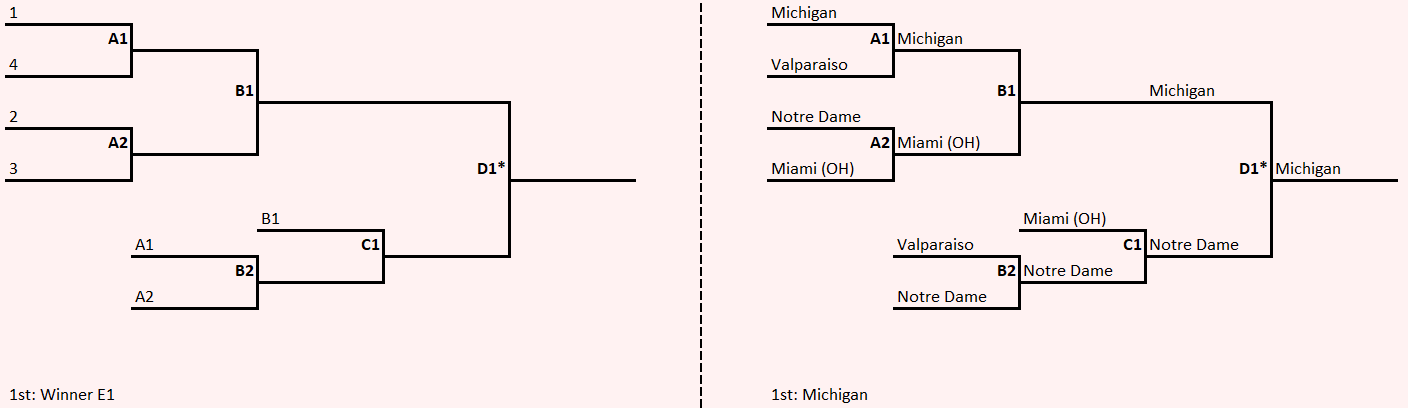 1
A1
4
B1
2
A2
3
D1*
B1
A1
C1
B2
A2
1st: Winner E1
Michigan
A1 Michigan
Valparaiso
B1 Michigan
Notre Dame
A2 Miami (OH)
Miami (OH)
D1* Michigan
Miami (OH)
Valparaiso
C1 Notre Dame
B2 Notre Dame
Notre Dame
1st: Michigan